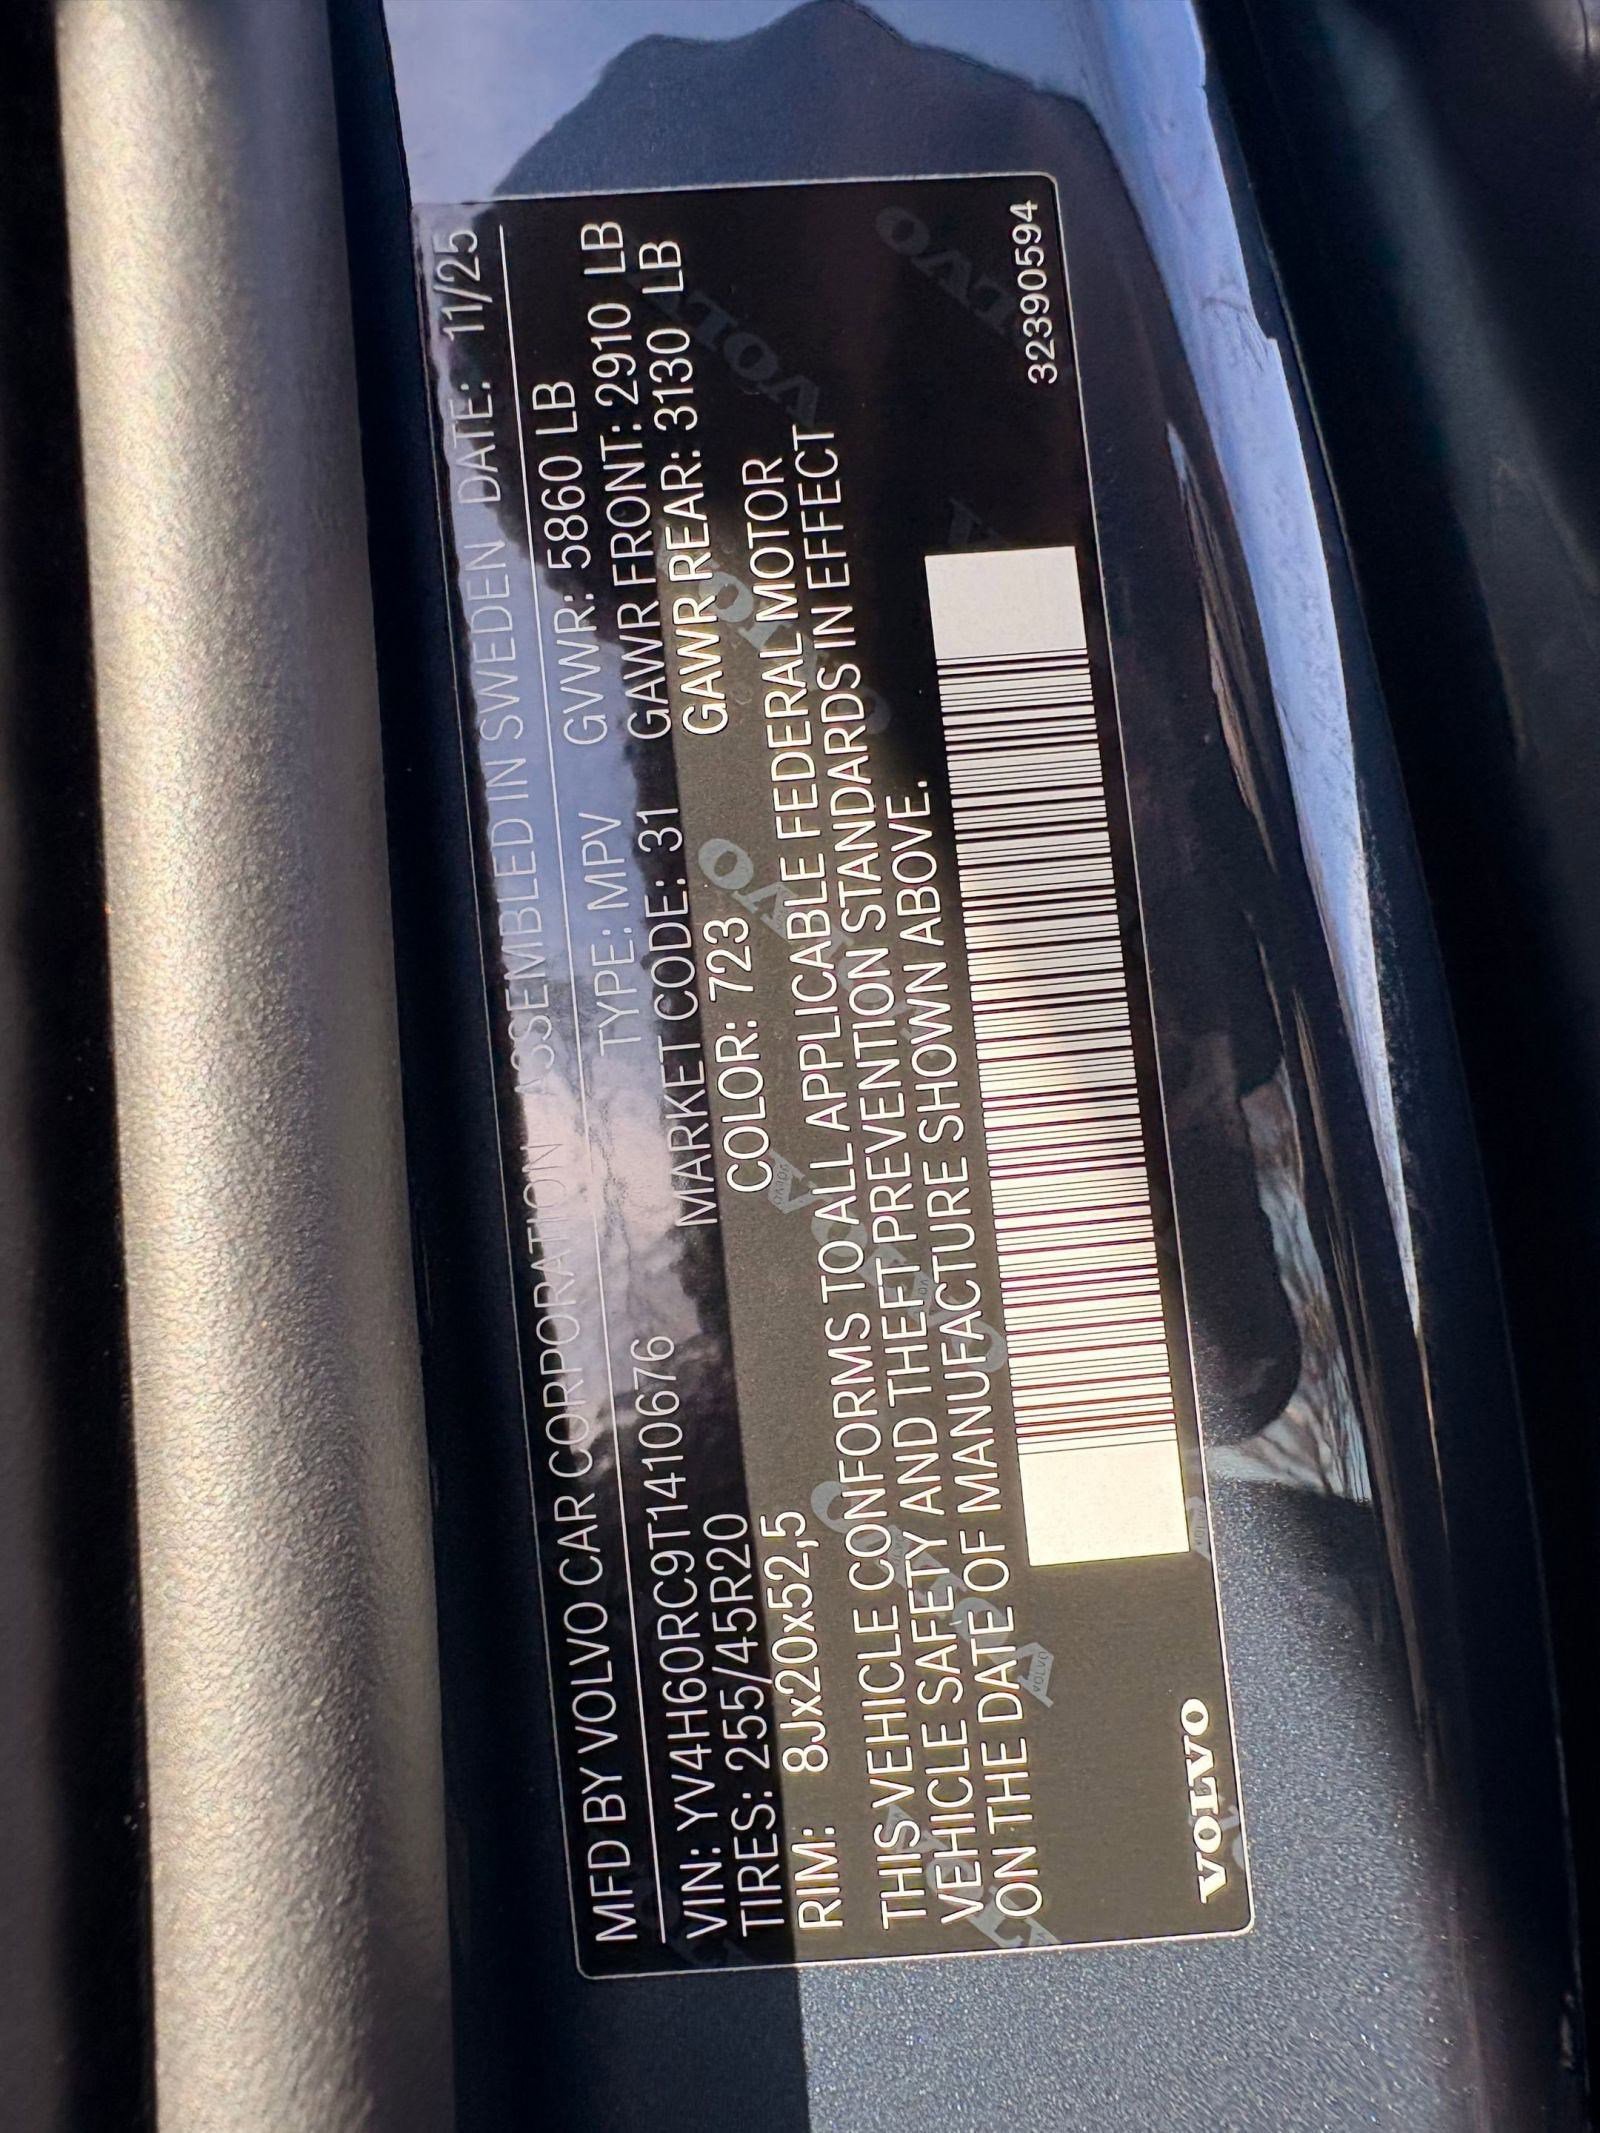 MFD BY VOLVO CAR CORPORATION ASSEMBLED IN SWEDEN DATE: 11/25
VIN: YV4H60RC9T1410676 TYPE: MPV GVWR: 5860 LB
TIRES: 255/45R20 MARKET CODE: 31 GAWR FRONT: 2910 LB
RIM: 8Jx20x52,5 COLOR: 723 GAWR REAR: 3130 LB
THIS VEHICLE CONFORMS TO ALL APPLICABLE FEDERAL MOTOR
VEHICLE SAFETY AND THEFT PREVENTION STANDARDS IN EFFECT
ON THE DATE OF MANUFACTURE SHOWN ABOVE.
VOLVO 32390594